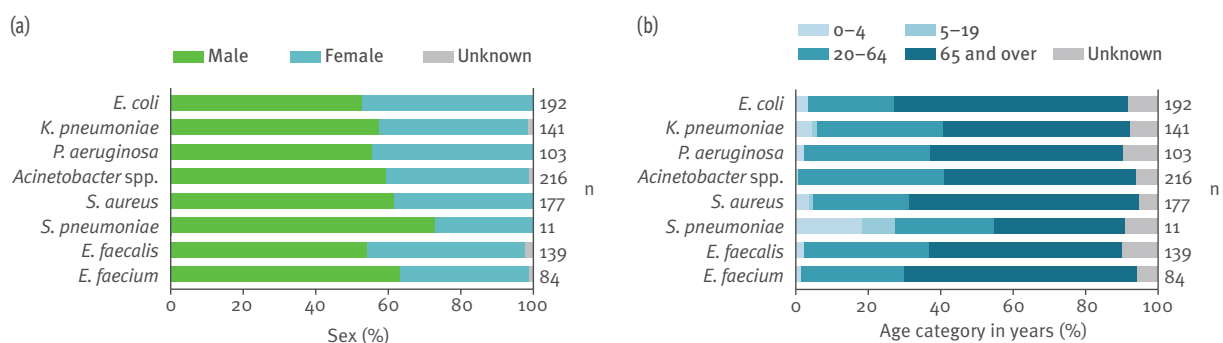 (a)
Male Female Unknown
E. coli 192
K. pneumoniae 141
P. aeruginosa 103
Acinetobacter spp. 216
S. aureus 177
S. pneumoniae 11
E. faecalis 139
E. faecium 84
n
0 20 40 60 80 100
Sex (%)
(b)
0–4 5–19
20–64 65 and over Unknown
E. coli 192
K. pneumoniae 141
P. aeruginosa 103
Acinetobacter spp. 216
S. aureus 177
S. pneumoniae 11
E. faecalis 139
E. faecium 84
n
0 20 40 60 80 100
Age category in years (%)